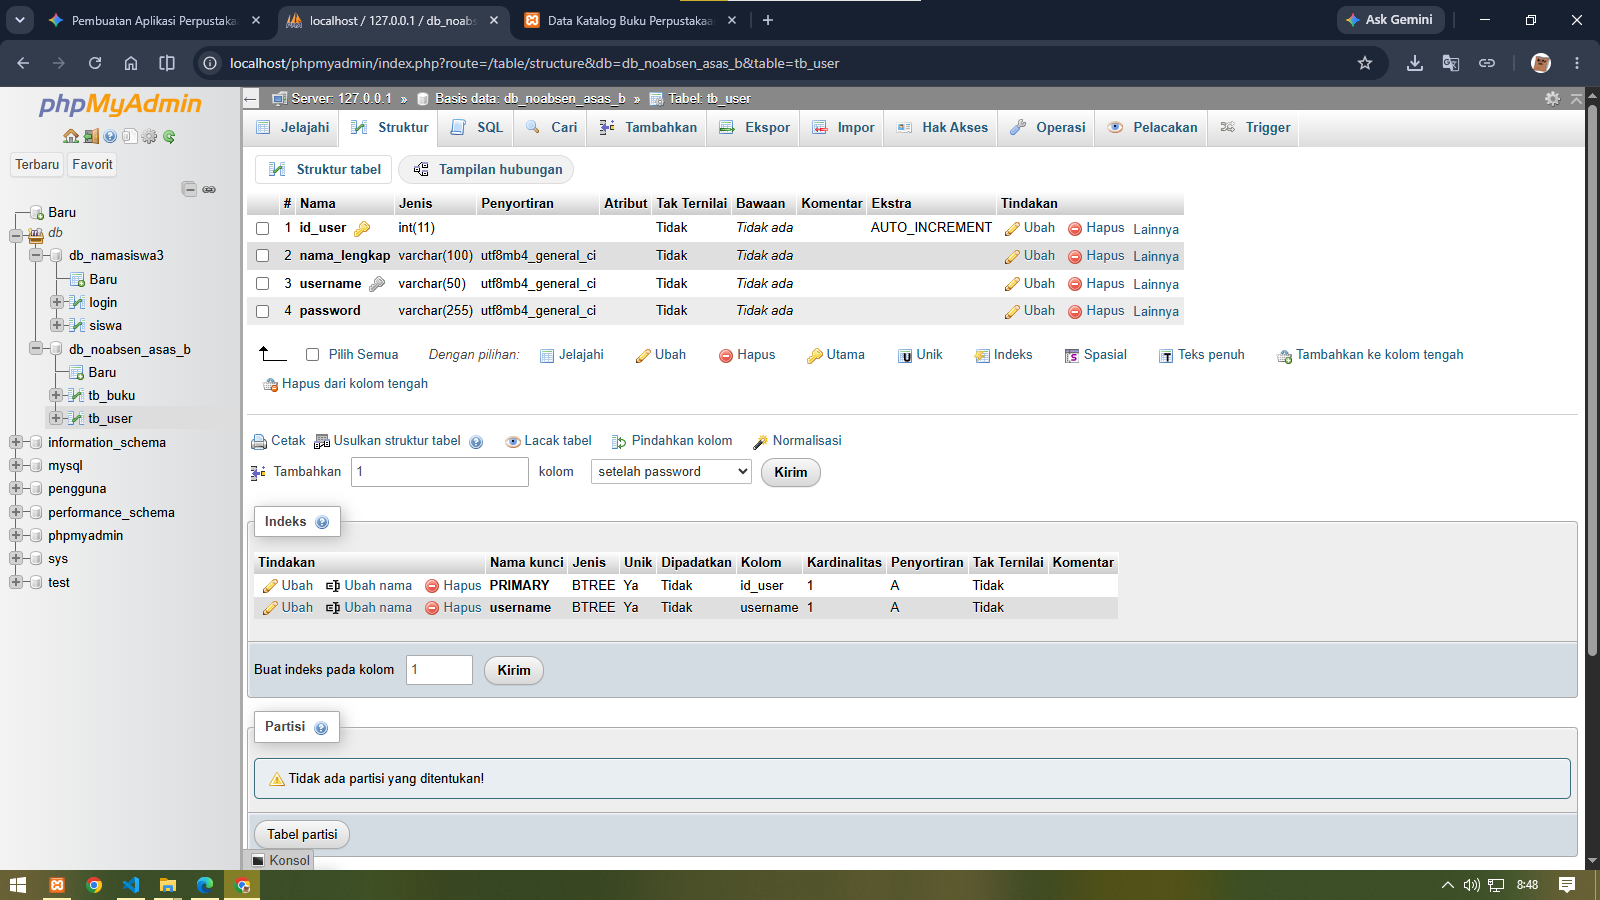 Pembuatan Aplikasi Perpustaka
localhost / 127.0.0.1 / db_noabs
Data Katalog Buku Perpustakaa
Ask Gemini
localhost/phpmyadmin/index.php?route=/table/structure&db=db_noabsen_asas_b&table=tb_user
phpMyAdmin
Terbaru Favorit
Baru
db
db_namasiswa3
Baru
login
siswa
db_noabsen_asas_b
Baru
tb_buku
tb_user
information_schema
mysql
pengguna
performance_schema
phpmyadmin
sys
test
Server: 127.0.0.1 » Basis data: db_noabsen_asas_b » Tabel: tb_user
Jelajahi Struktur SQL Cari Tambahkan Ekspor Impor Hak Akses Operasi Pelacakan Trigger
Struktur tabel Tampilan hubungan
# Nama Jenis Penyortiran Atribut Tak Ternilai Bawaan Komentar Ekstra Tindakan
1 id_user int(11) Tidak Tidak ada AUTO_INCREMENT Ubah Hapus Lainnya
2 nama_lengkap varchar(100) utf8mb4_general_ci Tidak Tidak ada Ubah Hapus Lainnya
3 username varchar(50) utf8mb4_general_ci Tidak Tidak ada Ubah Hapus Lainnya
4 password varchar(255) utf8mb4_general_ci Tidak Tidak ada Ubah Hapus Lainnya
Pilih Semua Dengan pilihan: Jelajahi Ubah Hapus Utama Unik Indeks Spasial Teks penuh Tambahkan ke kolom tengah
Hapus dari kolom tengah
Cetak Usulkan struktur tabel Lacak tabel Pindahkan kolom Normalisasi
Tambahkan 1 kolom setelah password Kirim
Indeks
Tindakan Nama kunci Jenis Unik Dipadatkan Kolom Kardinalitas Penyortiran Tak Ternilai Komentar
Ubah Ubah nama Hapus PRIMARY BTREE Ya Tidak id_user 1 A Tidak
Ubah Ubah nama Hapus username BTREE Ya Tidak username 1 A Tidak
Buat indeks pada kolom 1 Kirim
Partisi
Tidak ada partisi yang ditentukan!
Tabel partisi
Konsol
8:48